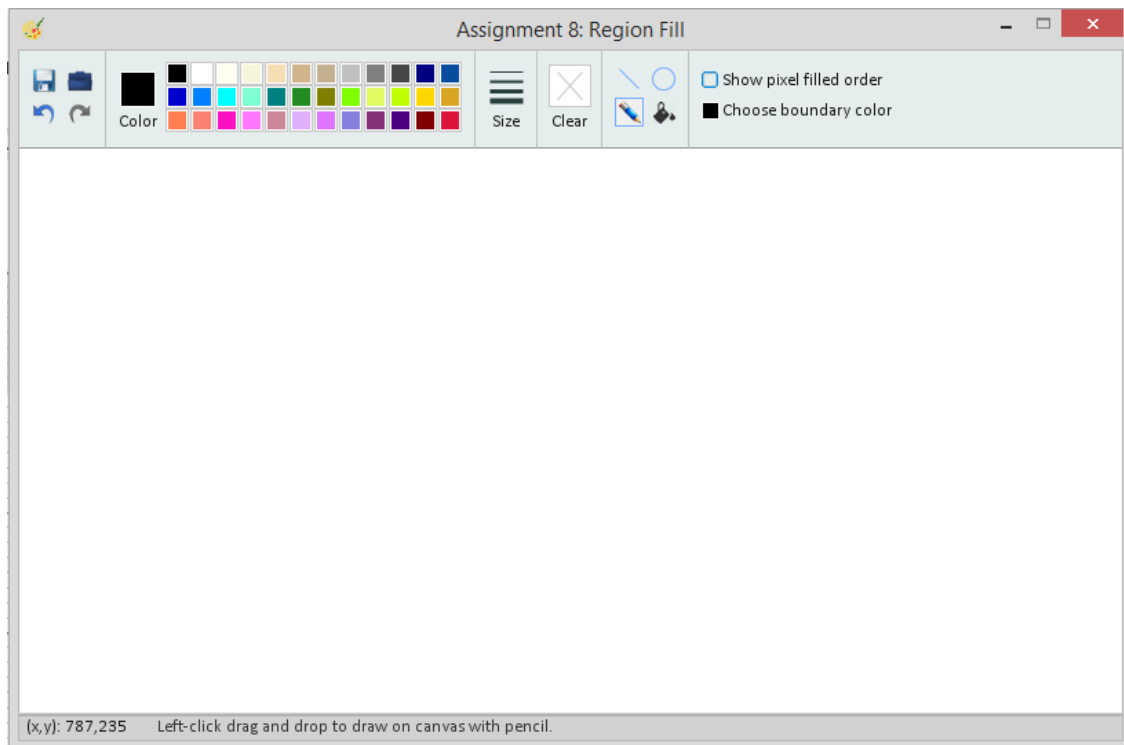 Assignment 8: Region Fill
Show pixel filled order
Choose boundary color
Color
Size
Clear
(x,y): 787,235 Left-click drag and drop to draw on canvas with pencil.